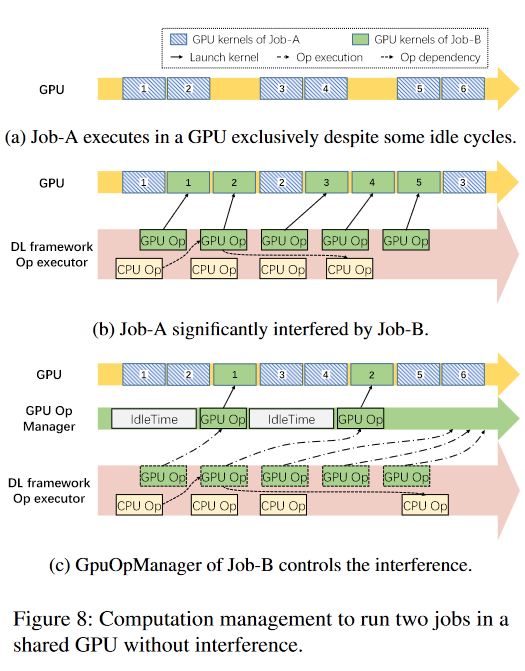 GPU kernels of Job-A GPU kernels of Job-B
Launch kernel Op execution Op dependency
GPU 1 2 3 4 5 6
(a) Job-A executes in a GPU exclusively despite some idle cycles.
GPU 1 1 2 2 3 4 5 3
DL framework
Op executor
GPU Op GPU Op GPU Op GPU Op GPU Op
CPU Op CPU Op CPU Op CPU Op
(b) Job-A significantly interfered by Job-B.
GPU 1 2 1 3 4 2 5 6
GPU Op
Manager
IdleTime GPU Op IdleTime GPU Op
DL framework
Op executor
GPU Op GPU Op GPU Op GPU Op GPU Op
CPU Op CPU Op CPU Op CPU Op
(c) GpuOpManager of Job-B controls the interference.
Figure 8: Computation management to run two jobs in a
shared GPU without interference.